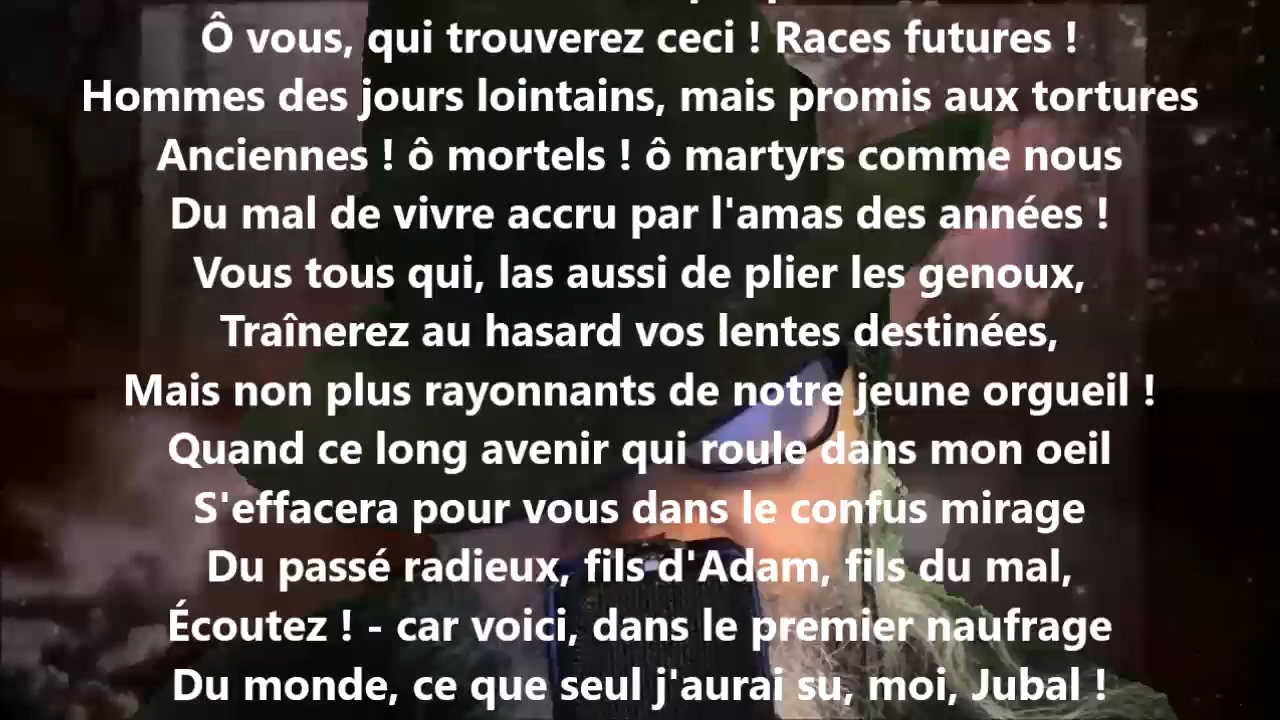 Ô vous, qui trouverez ceci ! Races futures !
Hommes des jours lointains, mais promis aux tortures
Anciennes ! ô mortels ! ô martyrs comme nous
Du mal de vivre accru par l'amas des années !
Vous tous qui, las aussi de plier les genoux,
Traînerez au hasard vos lentes destinées,
Mais non plus rayonnants de notre jeune orgueil !
Quand ce long avenir qui roule dans mon oeil
S'effacera pour vous dans le confus mirage
Du passé radieux, fils d'Adam, fils du mal,
Écoutez ! - car voici, dans le premier naufrage
Du monde, ce que seul j'aurai su, moi, Jubal !